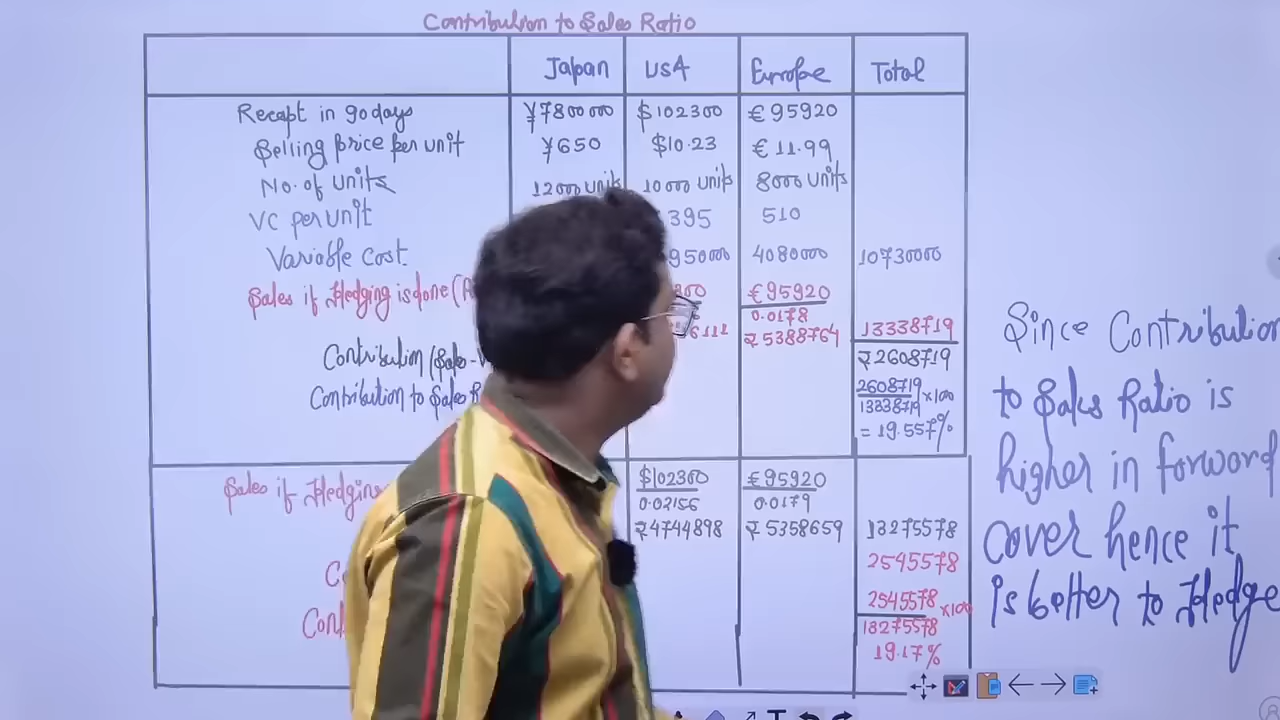 Contribution to Sales Ratio
Japan USA Europe Total
Receipt in 90 days ¥7800000 $102300 €95920
Selling price per unit ¥650 $10.23 €11.99
No. of units 12000 units 10000 units 8000 units
VC per unit 395 510
Variable Cost 950000 4080000 10730000
Sales if Hedging is done €95920
0.0178
6111 ₹5388764 13338719
Contribution (Sales - ₹2608719
Contribution to Sales 2608719 ×100
13338719
= 19.557%
Sales if Hedging $102300 €95920
0.02156 0.0179
₹4744898 ₹5358659 13275578
2545578
2545578 ×100
13275578
19.17%
Since Contribution
to Sales Ratio is
higher in forward
cover hence it
is better to Hedge